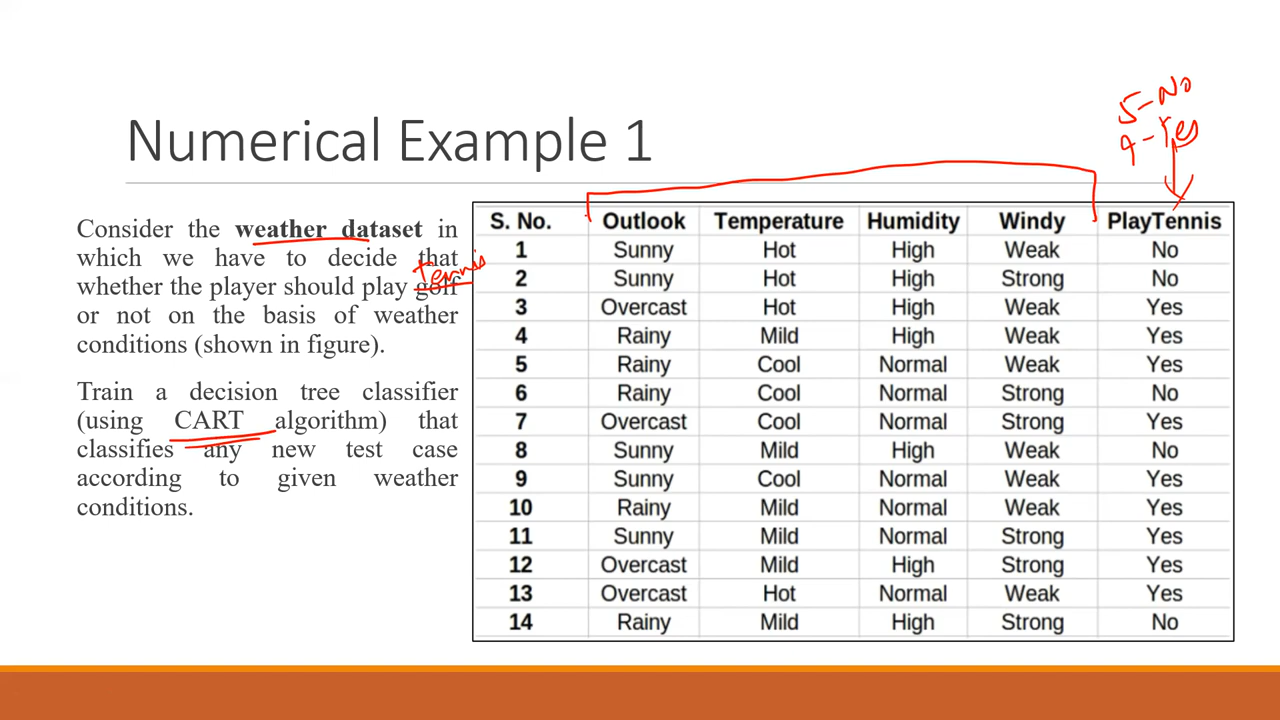 5-No
9-Yes
Numerical Example 1
Consider the weather dataset in
which we have to decide that
Tennis
whether the player should play golf
or not on the basis of weather
conditions (shown in figure).
Train a decision tree classifier
(using CART algorithm) that
classifies any new test case
according to given weather
conditions.
S. No. Outlook Temperature Humidity Windy PlayTennis
1 Sunny Hot High Weak No
2 Sunny Hot High Strong No
3 Overcast Hot High Weak Yes
4 Rainy Mild High Weak Yes
5 Rainy Cool Normal Weak Yes
6 Rainy Cool Normal Strong No
7 Overcast Cool Normal Strong Yes
8 Sunny Mild High Weak No
9 Sunny Cool Normal Weak Yes
10 Rainy Mild Normal Weak Yes
11 Sunny Mild Normal Strong Yes
12 Overcast Mild High Strong Yes
13 Overcast Hot Normal Weak Yes
14 Rainy Mild High Strong No